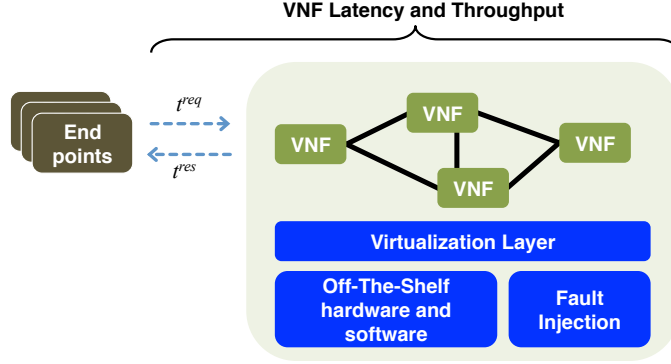 VNF Latency and Throughput
t^req
End
points
t^res
VNF
VNF
VNF
VNF
Virtualization Layer
Off-The-Shelf
hardware and
software
Fault
Injection